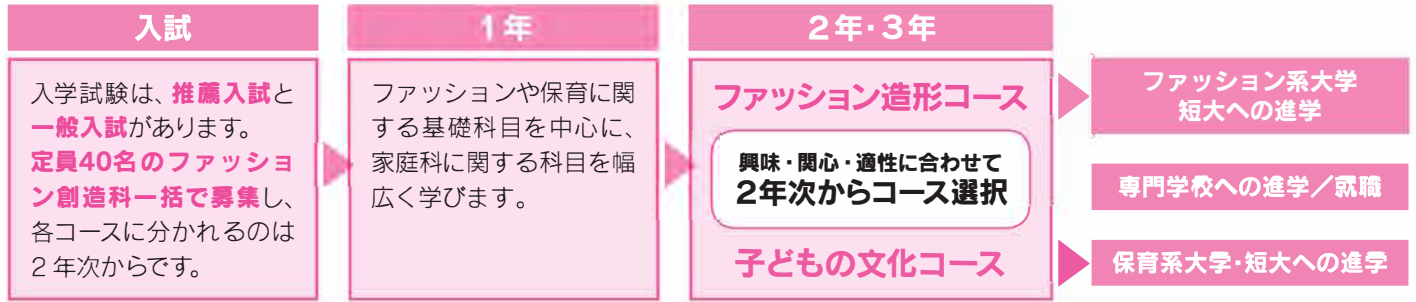 入試
入学試験は、推薦入試と
一般入試があります。
定員40名のファッショ
ン創造科一括で募集し、
各コースに分かれるのは
2年次からです。
1年
ファッションや保育に関
する基礎科目を中心に、
家庭科に関する科目を幅
広く学びます。
2年・3年
ファッション造形コース
興味・関心・適性に合わせて
2年次からコース選択
子どもの文化コース
ファッション系大学
短大への進学
専門学校への進学／就職
保育系大学・短大への進学